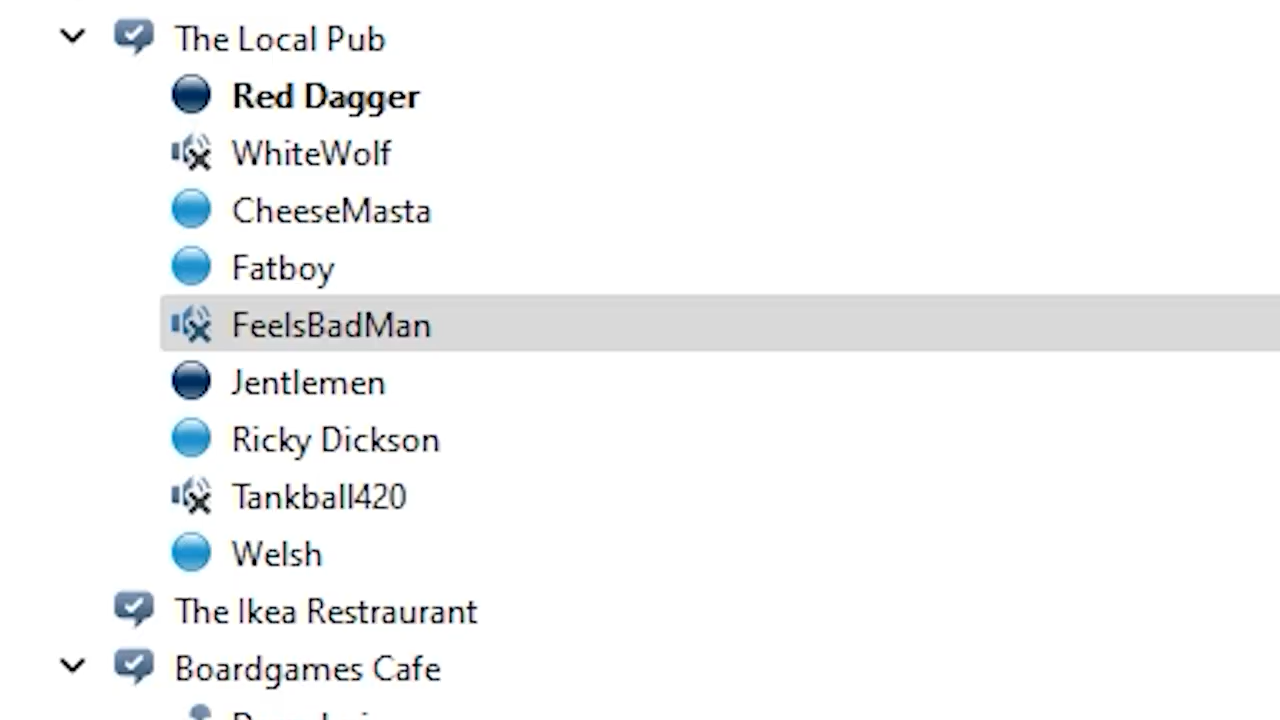 The Local Pub
Red Dagger
WhiteWolf
CheeseMasta
Fatboy
FeelsBadMan
Jentlemen
Ricky Dickson
Tankball420
Welsh
The Ikea Restraurant
Boardgames Cafe